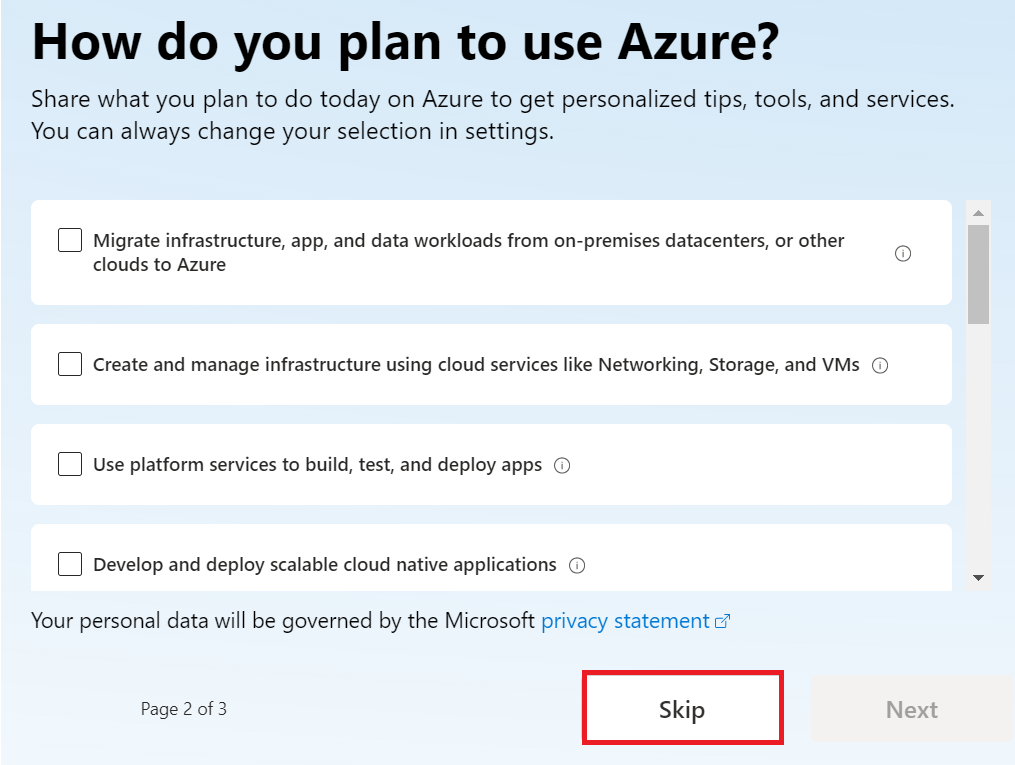 How do you plan to use Azure?
Share what you plan to do today on Azure to get personalized tips, tools, and services.
You can always change your selection in settings.
Migrate infrastructure, app, and data workloads from on-premises datacenters, or other
clouds to Azure
Create and manage infrastructure using cloud services like Networking, Storage, and VMs
Use platform services to build, test, and deploy apps
Develop and deploy scalable cloud native applications
Your personal data will be governed by the Microsoft privacy statement
Page 2 of 3
Skip
Next